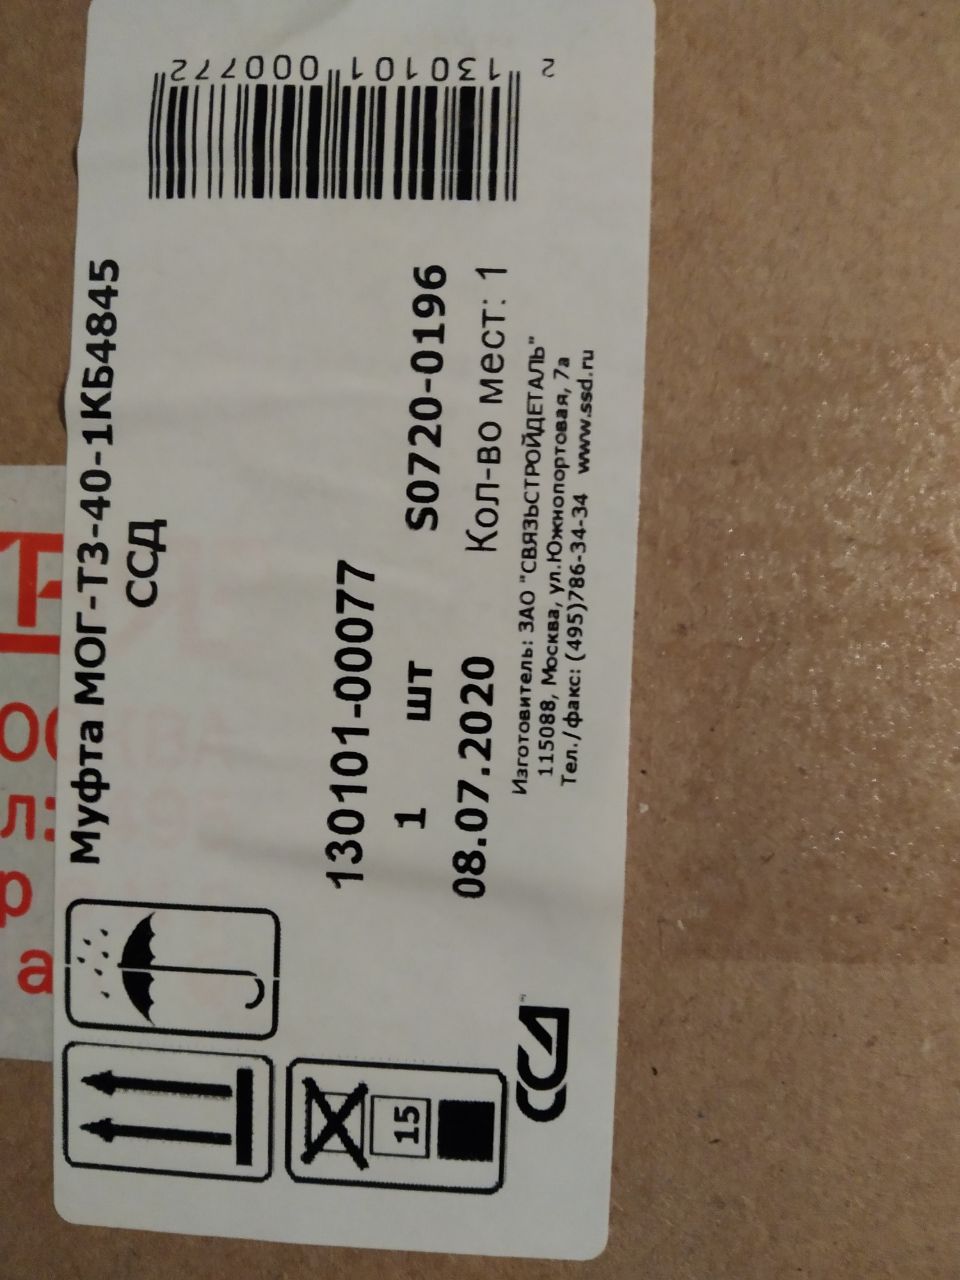 Муфта МОГ-Т3-40-1КБ4845
ССД
13010100077
1 шт S0720-0196
08.07.2020 Кол-во мест: 1
Изготовитель: ЗАО "СВЯЗЬСТРОЙДЕТАЛЬ"
115088, Москва, ул.Южнопортовая, 7а
Тел./факс: (495)786-34-34 www.ssd.ru
2 130101 000772
15
ССД